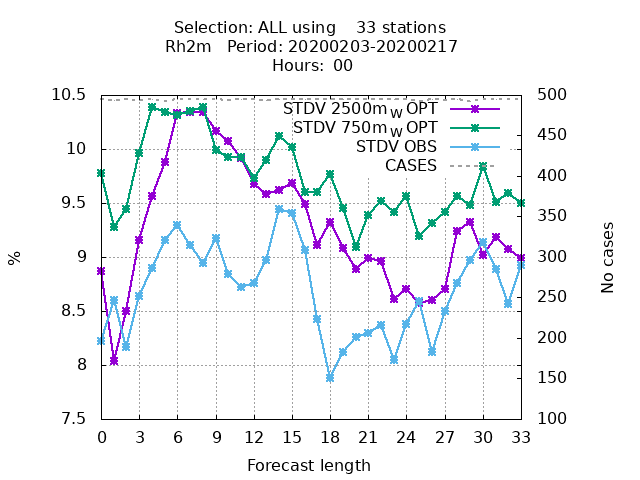 Selection: ALL using    33 stations
Rh2m   Period: 20200203-20200217
Hours:  00
STDV 2500m_W OPT
STDV 750m_W OPT
STDV OBS
CASES
10.5
10
9.5
9
8.5
8
7.5
%
500
450
400
350
300
250
200
150
100
No cases
0 3 6 9 12 15 18 21 24 27 30 33
Forecast length